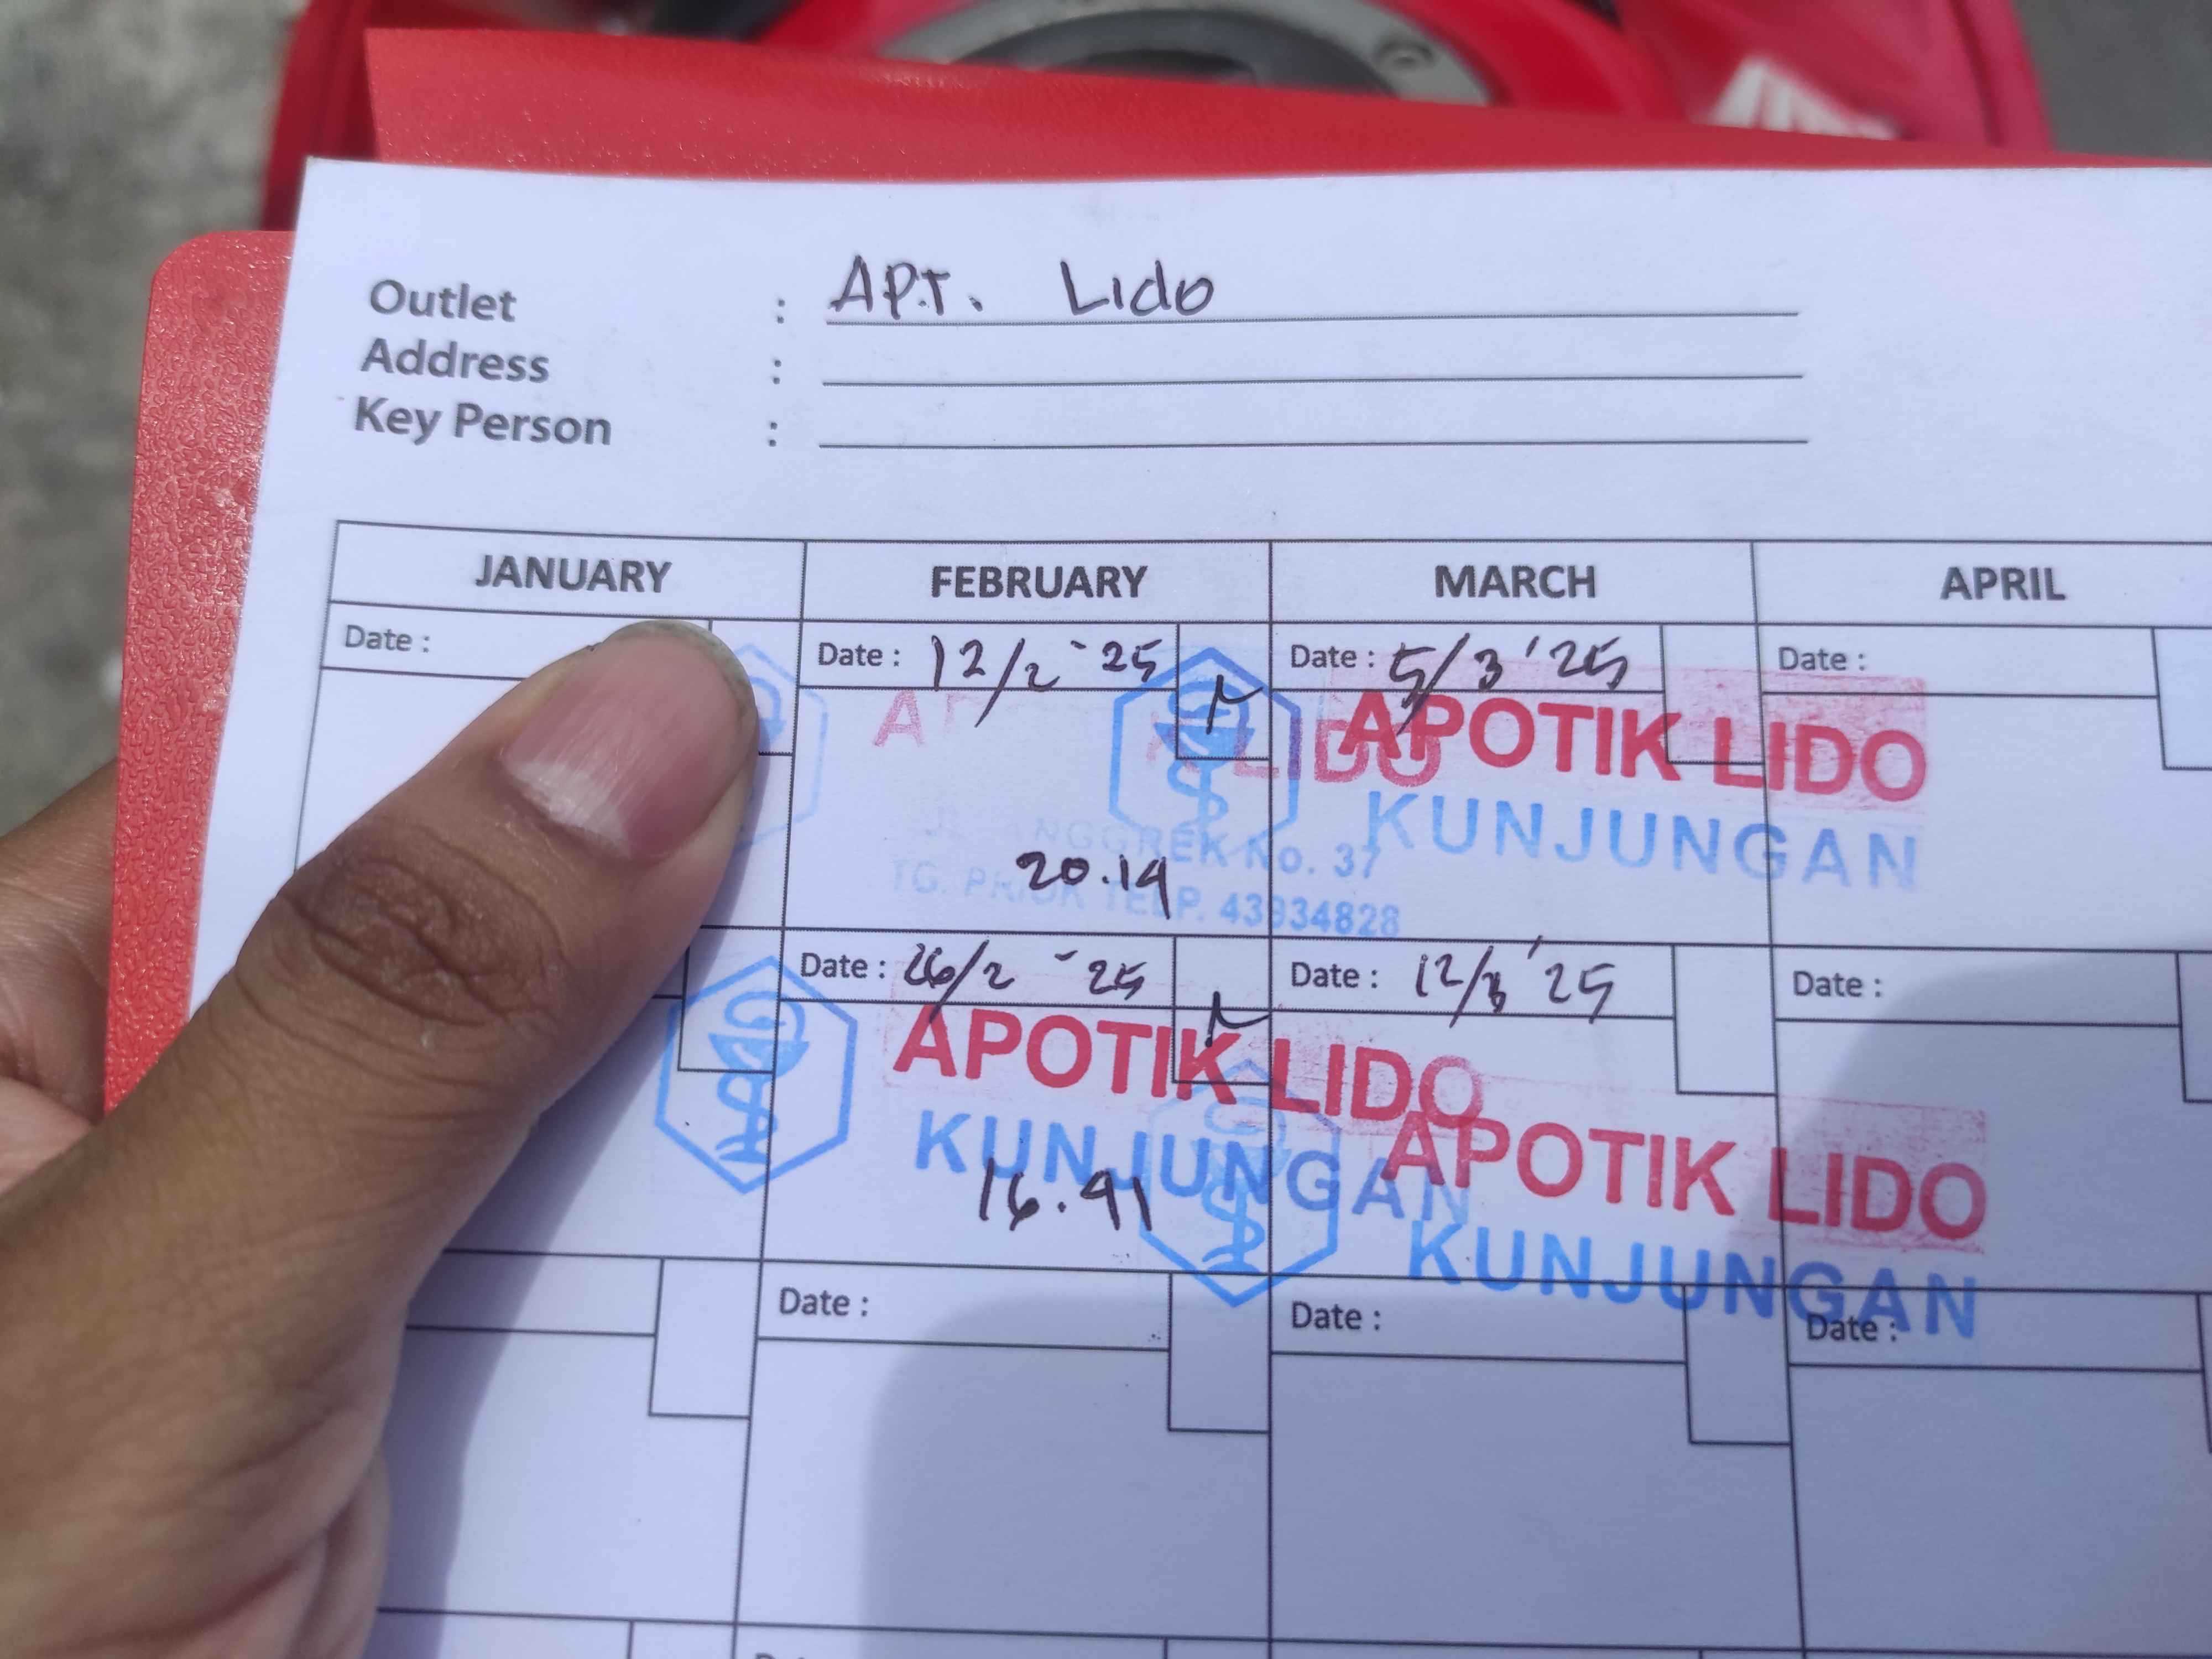 Outlet : APT. Lido
Address :
Key Person :
JANUARY FEBRUARY MARCH APRIL
Date : Date : 12/2 -25 Date : 5/3 '25 Date :
LIDO APOTIK LIDO
KUNJUNGAN
No. 37
20.14
TG. PRIOK TELP. 43934828
Date : 26/2 -25 Date : 12/3 '25 Date :
APOTIK LIDO
KUNJUNGAN
16.41
APOTIK LIDO
KUNJUNGAN
Date : Date : Date :